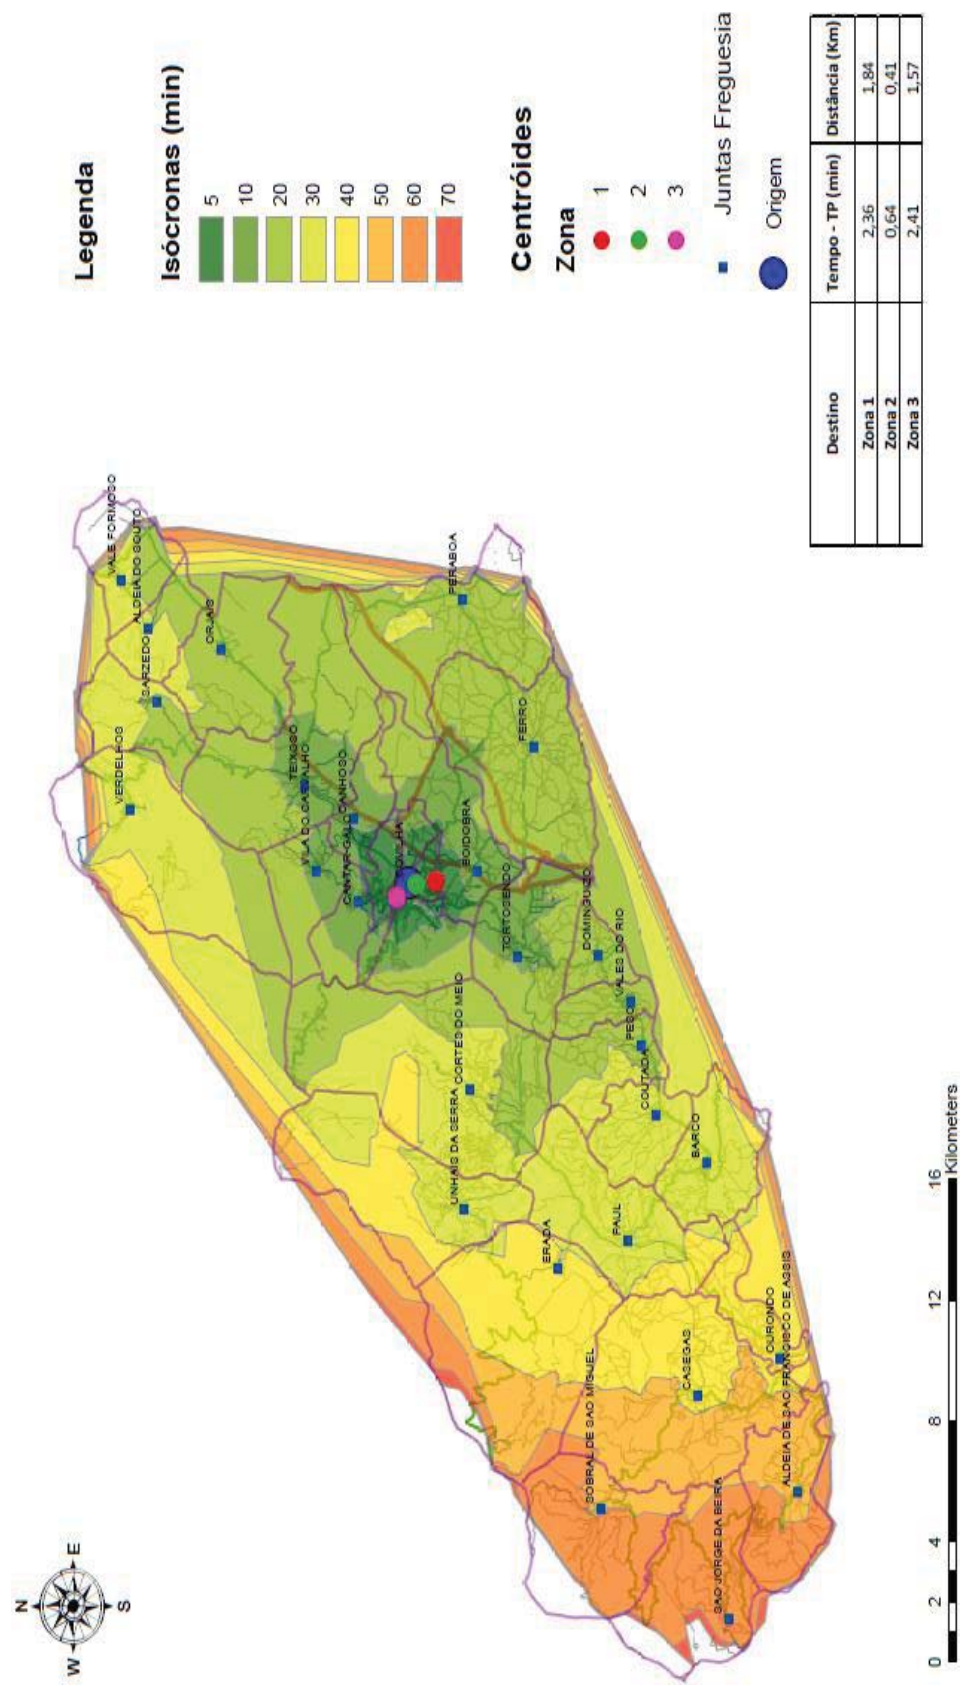 N
W
E
S
VALE FORMOSO
ALDEIA DO SOUTO
SARZEDO
VERDELHOS
ORJAIS
TEIXOSO
VILA DO CARVALHO
CANHOSO
CANTAR-GALO
COVILHA
BOIDOBRA
PERABOA
FERRO
TORTOSENDO
DOMINGUIZO
VALES DO RIO
PESO
COUTADA
CORTES DO MEIO
UNHAIS DA SERRA
BARCO
PAUL
ERADA
OURONDO
CASEGAS
SOBRAL DE SAO MIGUEL
ALDEIA DE SAO FRANCISCO DE ASSIS
SAO JORGE DA BEIRA
0 2 4 8 12 16
Kilometers
Legenda
Isócronas (min)
5
10
20
30
40
50
60
70
Centróides
Zona
1
2
3
Juntas Freguesia
Origem
Destino Tempo - TP (min) Distância (Km)
Zona 1 2,36 1,84
Zona 2 0,64 0,41
Zona 3 2,41 1,57